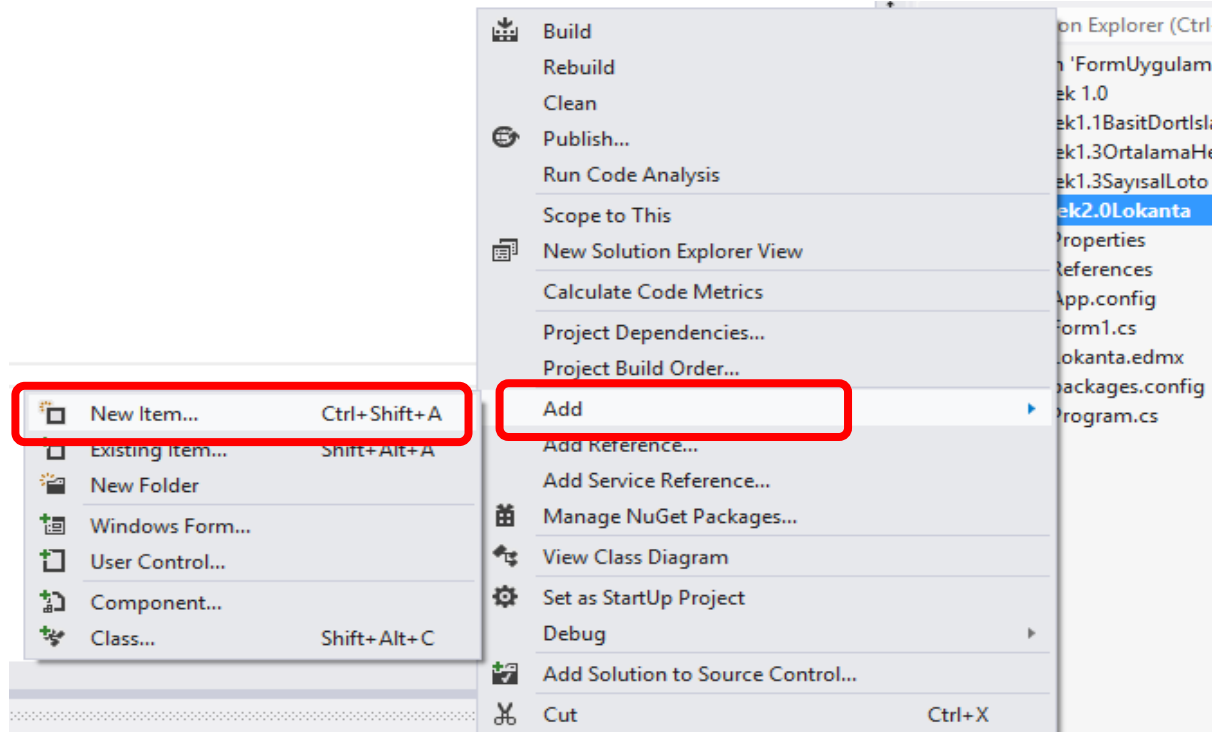 Build
Rebuild
Clean
Publish...
Run Code Analysis
Scope to This
New Solution Explorer View
Calculate Code Metrics
Project Dependencies...
Project Build Order...
Add
Add Reference...
Add Service Reference...
Manage NuGet Packages...
View Class Diagram
Set as StartUp Project
Debug
Add Solution to Source Control...
Cut Ctrl+X
New Item... Ctrl+Shift+A
Existing Item... Shift+Alt+A
New Folder
Windows Form...
User Control...
Component...
Class... Shift+Alt+C
on Explorer (Ctrl
'FormUygulam
ek 1.0
ek1.1BasitDortIsl
ek1.3OrtalamaHe
ek1.3SayısalLoto
ek2.0Lokanta
Properties
References
App.config
Form1.cs
Lokanta.edmx
packages.config
Program.cs